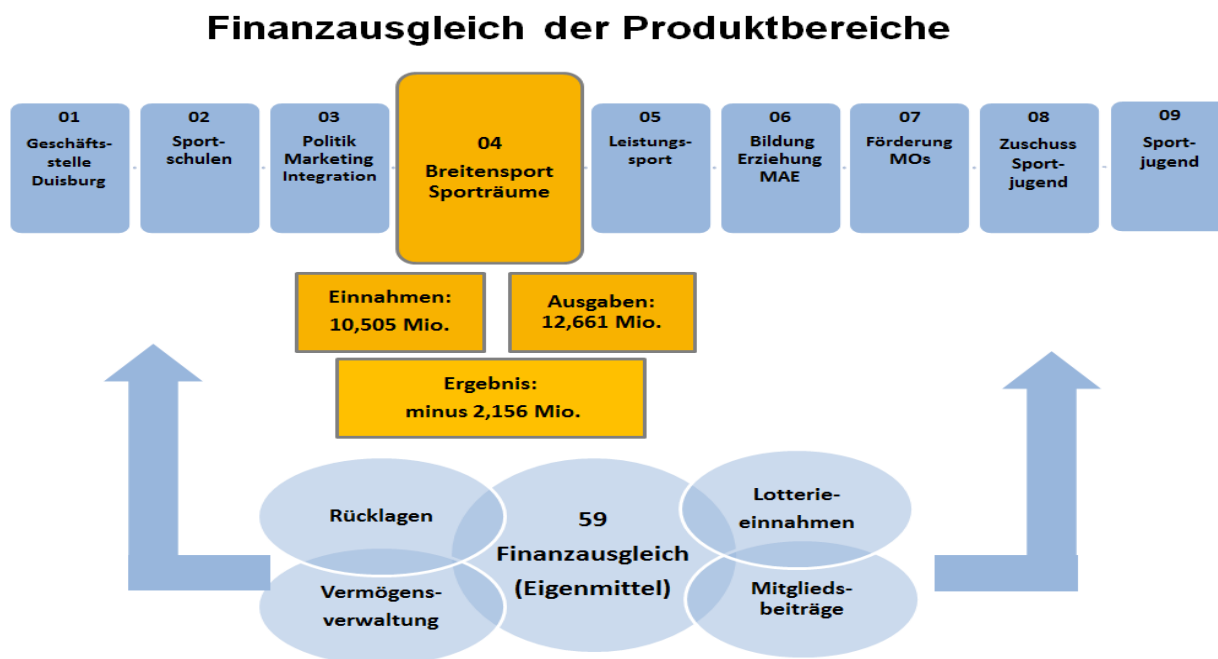 Finanzausgleich der Produktbereiche
01
Geschäfts-
stelle
Duisburg
02
Sport-
schulen
03
Politik
Marketing
Integration
04
Breitensport
Sporträume
05
Leistungs-
sport
06
Bildung
Erziehung
MAE
07
Förderung
MOs
08
Zuschuss
Sport-
jugend
09
Sport-
jugend
Einnahmen:
10,505 Mio.
Ausgaben:
12,661 Mio.
Ergebnis:
minus 2,156 Mio.
Rücklagen
Vermögens-
verwaltung
59
Finanzausgleich
(Eigenmittel)
Lotterie-
einnahmen
Mitglieds-
beiträge